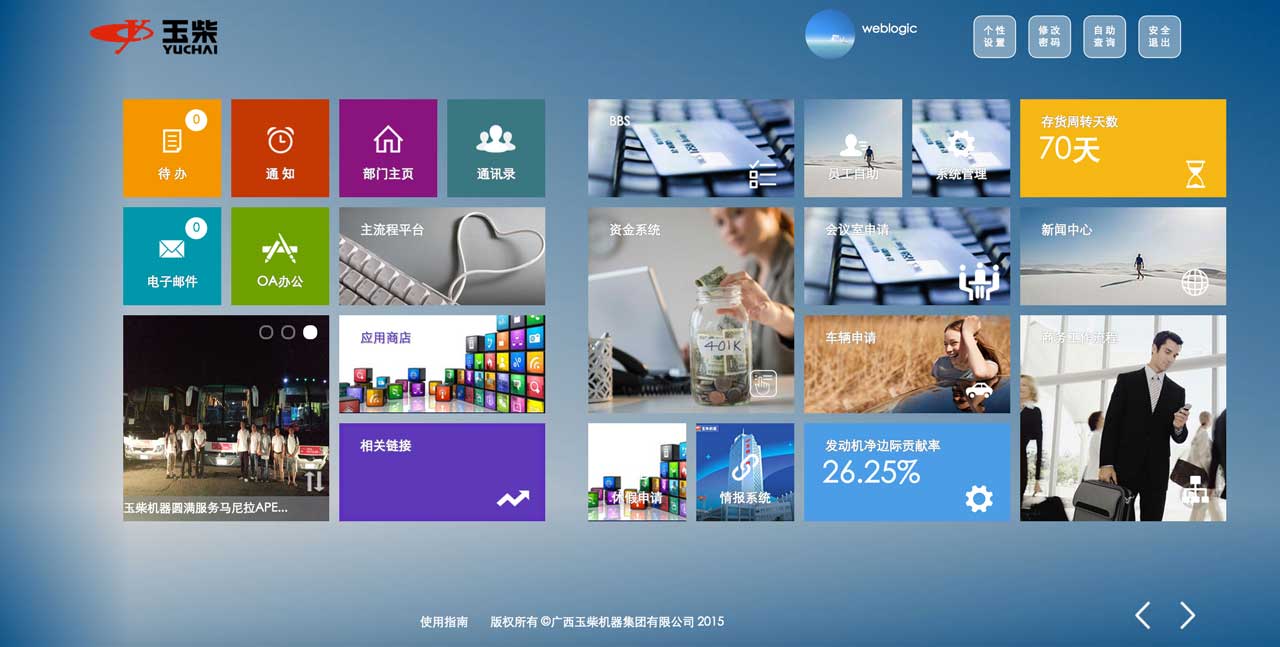 玉柴
YUCHAI
weblogic
个性
设置
修改
密码
自助
查询
安全
退出
0
待办
通知
部门主页
通讯录
BBS
员工自助
系统管理
存货周转天数
70天
0
电子邮件
OA办公
主流程平台
资金系统
401K
会议室申请
新闻中心
应用商店
车辆申请
商务工作流程
玉柴机器圆满服务马尼拉APE...
相关链接
休假申请
情报系统
发动机净边际贡献率
26.25%
使用指南
版权所有 ©广西玉柴机器集团有限公司 2015